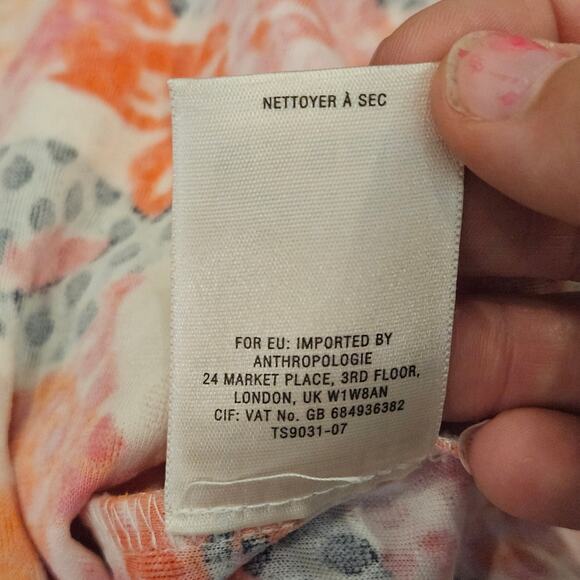 NETTOYER À SEC
FOR EU: IMPORTED BY
ANTHROPOLOGIE
24 MARKET PLACE, 3RD FLOOR,
LONDON, UK W1W8AN
CIF: VAT No. GB 684936382
TS9031-07